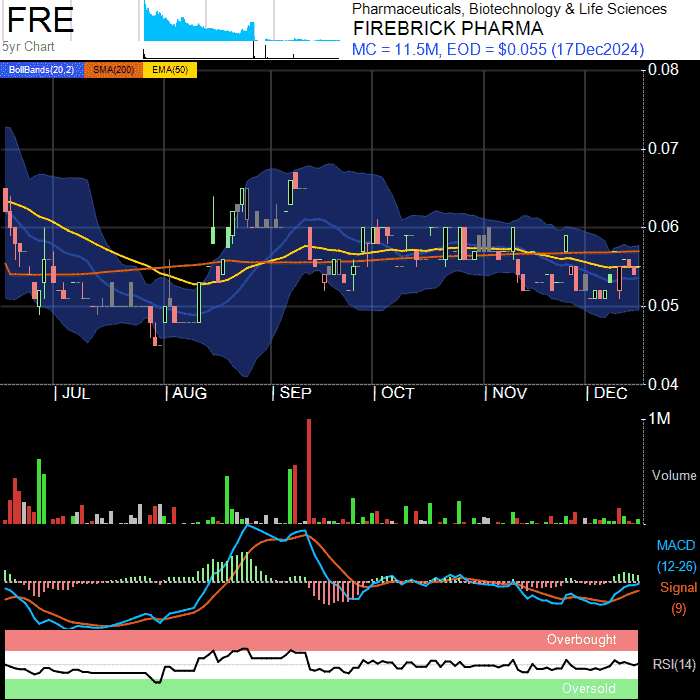 FRE
5yr Chart
Pharmaceuticals, Biotechnology & Life Sciences
FIREBRICK PHARMA
MC = 11.5M, EOD = $0.055 (17Dec2024)
BollBands(20,2) SMA(200) EMA(50)
0.08
0.07
0.06
0.05
0.04
JUL AUG SEP OCT NOV DEC
1M
Volume
MACD
(12-26)
Signal
(9)
Overbought
RSI(14)
Oversold